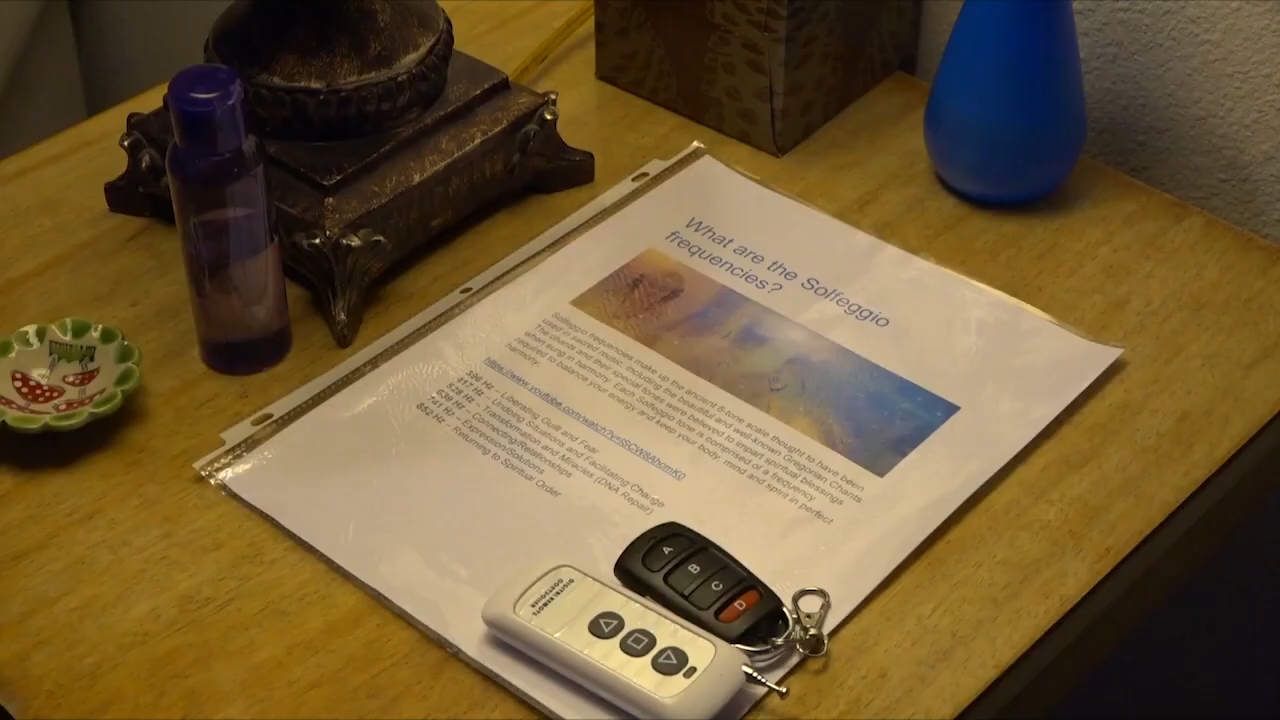 What are the Solfeggio
frequencies?
Solfeggio frequencies make up the ancient 6-tone scale thought to have been
used in sacred music, including the beautiful and well-known Gregorian Chants.
The chants and their special tones were believed to impart spiritual blessings
when sung in harmony. Each Solfeggio tone is comprised of a frequency
required to balance your energy and keep your body, mind and spirit in perfect
harmony.
396 Hz – Liberating Guilt and Fear
417 Hz – Undoing Situations and Facilitating Change
528 Hz – Transformation and Miracles (DNA Repair)
639 Hz – Connecting/Relationships
741 Hz – Expression/Solutions
852 Hz – Returning to Spiritual Order
A
B
C
D
DIGITAL REMOTE